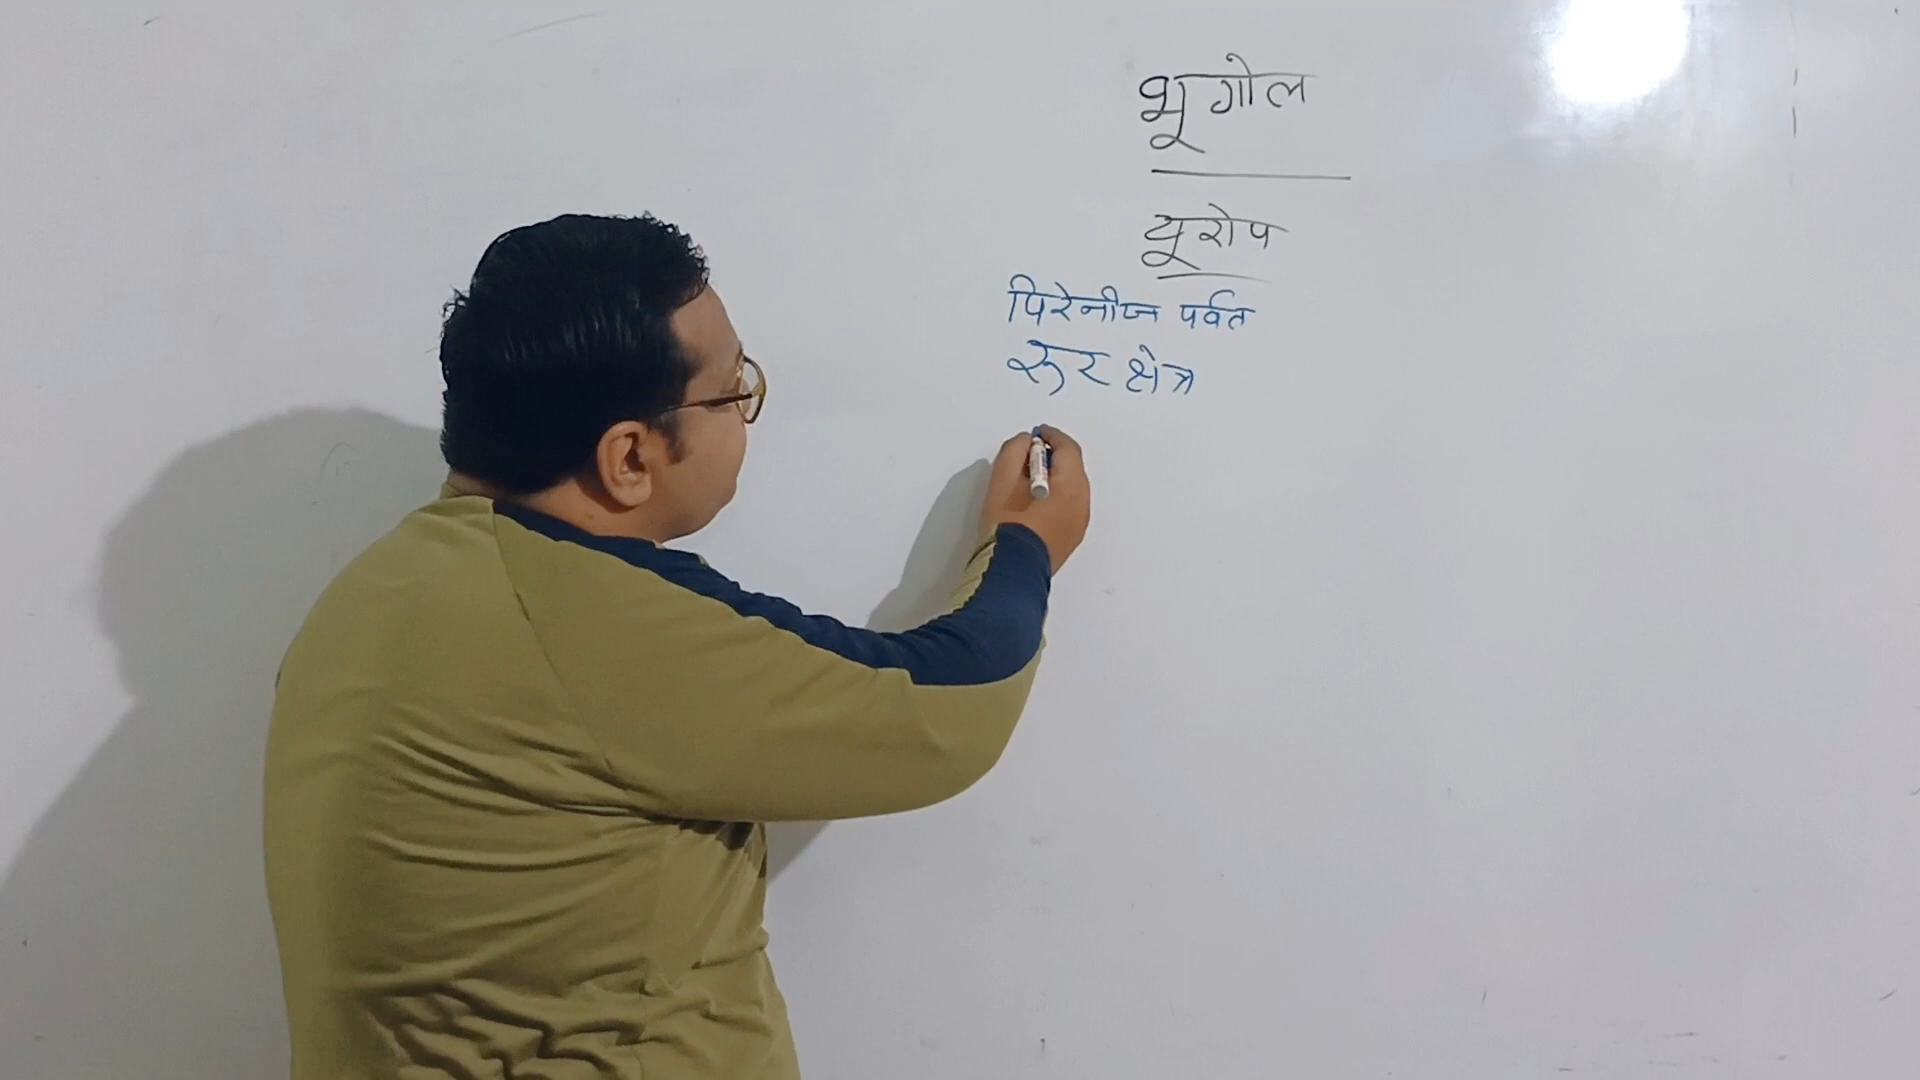 भूगोल
यूरोप
पिरेनीज पर्वत
रूर क्षेत्र